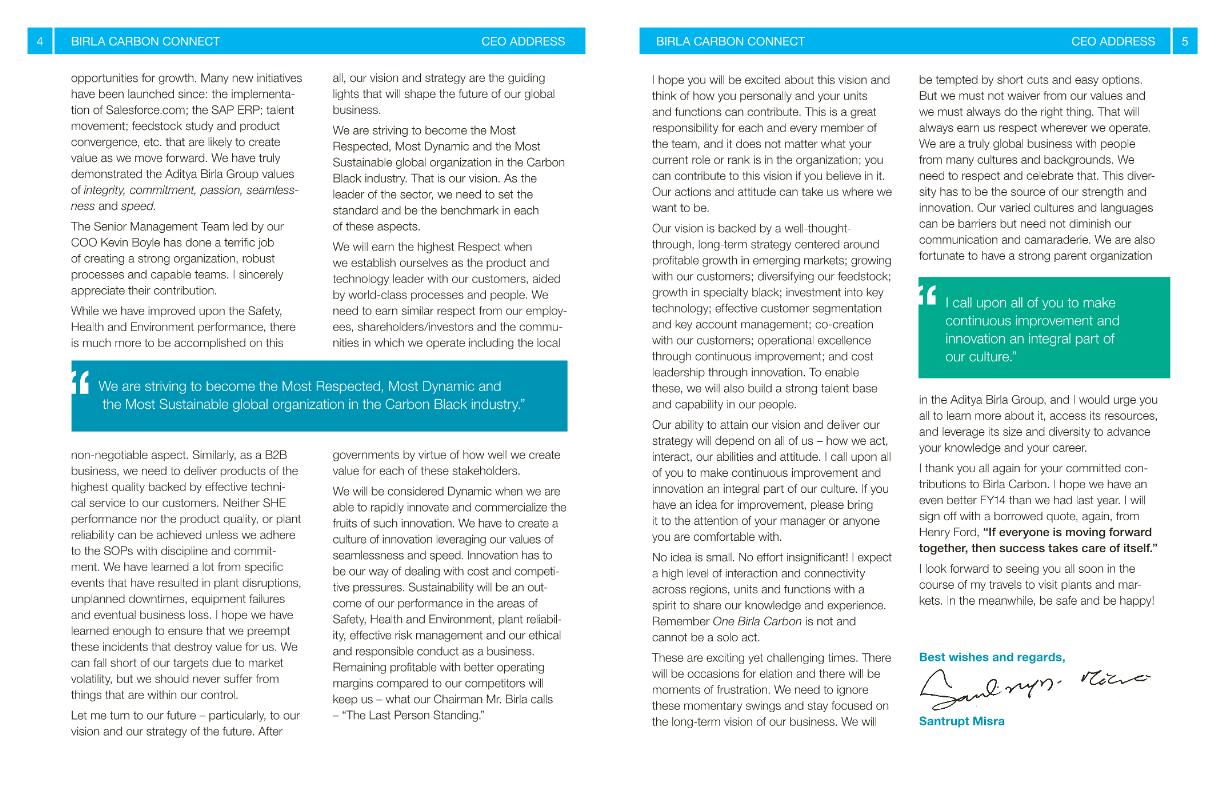 4 BIRLA CARBON CONNECT CEO ADDRESS
opportunities for growth. Many new initiatives
have been launched since: the implementa-
tion of Salesforce.com; the SAP ERP; talent
movement; feedstock study and product
convergence, etc. that are likely to create
value as we move forward. We have truly
demonstrated the Aditya Birla Group values
of integrity, commitment, passion, seamless-
ness and speed.
The Senior Management Team led by our
COO Kevin Boyle has done a terrific job
of creating a strong organization, robust
processes and capable teams. I sincerely
appreciate their contribution.
While we have improved upon the Safety,
Health and Environment performance, there
is much more to be accomplished on this
non-negotiable aspect. Similarly, as a B2B
business, we need to deliver products of the
highest quality backed by effective techni-
cal service to our customers. Neither SHE
performance nor the product quality, or plant
reliability can be achieved unless we adhere
to the SOPs with discipline and commit-
ment. We have learned a lot from specific
events that have resulted in plant disruptions,
unplanned downtimes, equipment failures
and eventual business loss. I hope we have
learned enough to ensure that we preempt
these incidents that destroy value for us. We
can fall short of our targets due to market
volatility, but we should never suffer from
things that are within our control.
Let me turn to our future – particularly, to our
vision and our strategy of the future. After
all, our vision and strategy are the guiding
lights that will shape the future of our global
business.
We are striving to become the Most
Respected, Most Dynamic and the Most
Sustainable global organization in the Carbon
Black industry. That is our vision. As the
leader of the sector, we need to set the
standard and be the benchmark in each
of these aspects.
We will earn the highest Respect when
we establish ourselves as the product and
technology leader with our customers, aided
by world-class processes and people. We
need to earn similar respect from our employ-
ees, shareholders/investors and the commu-
nities in which we operate including the local
“ We are striving to become the Most Respected, Most Dynamic and
the Most Sustainable global organization in the Carbon Black industry.”
governments by virtue of how well we create
value for each of these stakeholders.
We will be considered Dynamic when we are
able to rapidly innovate and commercialize the
fruits of such innovation. We have to create a
culture of innovation leveraging our values of
seamlessness and speed. Innovation has to
be our way of dealing with cost and competi-
tive pressures. Sustainability will be an out-
come of our performance in the areas of
Safety, Health and Environment, plant reliabil-
ity, effective risk management and our ethical
and responsible conduct as a business.
Remaining profitable with better operating
margins compared to our competitors will
keep us – what our Chairman Mr. Birla calls
– “The Last Person Standing.”
BIRLA CARBON CONNECT CEO ADDRESS 5
I hope you will be excited about this vision and
think of how you personally and your units
and functions can contribute. This is a great
responsibility for each and every member of
the team, and it does not matter what your
current role or rank is in the organization; you
can contribute to this vision if you believe in it.
Our actions and attitude can take us where we
want to be.
Our vision is backed by a well-thought-
through, long-term strategy centered around
profitable growth in emerging markets; growing
with our customers; diversifying our feedstock;
growth in specialty black; investment into key
technology; effective customer segmentation
and key account management; co-creation
with our customers; operational excellence
through continuous improvement; and cost
leadership through innovation. To enable
these, we will also build a strong talent base
and capability in our people.
Our ability to attain our vision and deliver our
strategy will depend on all of us – how we act,
interact, our abilities and attitude. I call upon all
of you to make continuous improvement and
innovation an integral part of our culture. If you
have an idea for improvement, please bring
it to the attention of your manager or anyone
you are comfortable with.
No idea is small. No effort insignificant! I expect
a high level of interaction and connectivity
across regions, units and functions with a
spirit to share our knowledge and experience.
Remember One Birla Carbon is not and
cannot be a solo act.
These are exciting yet challenging times. There
will be occasions for elation and there will be
moments of frustration. We need to ignore
these momentary swings and stay focused on
the long-term vision of our business. We will
be tempted by short cuts and easy options.
But we must not waiver from our values and
we must always do the right thing. That will
always earn us respect wherever we operate.
We are a truly global business with people
from many cultures and backgrounds. We
need to respect and celebrate that. This diver-
sity has to be the source of our strength and
innovation. Our varied cultures and languages
can be barriers but need not diminish our
communication and camaraderie. We are also
fortunate to have a strong parent organization
“ I call upon all of you to make
continuous improvement and
innovation an integral part of
our culture.”
in the Aditya Birla Group, and I would urge you
all to learn more about it, access its resources,
and leverage its size and diversity to advance
your knowledge and your career.
I thank you all again for your committed con-
tributions to Birla Carbon. I hope we have an
even better FY14 than we had last year. I will
sign off with a borrowed quote, again, from
Henry Ford, “If everyone is moving forward
together, then success takes care of itself.”
I look forward to seeing you all soon in the
course of my travels to visit plants and mar-
kets. In the meanwhile, be safe and be happy!
Best wishes and regards,
Santrupt Misra
Santrupt Misra